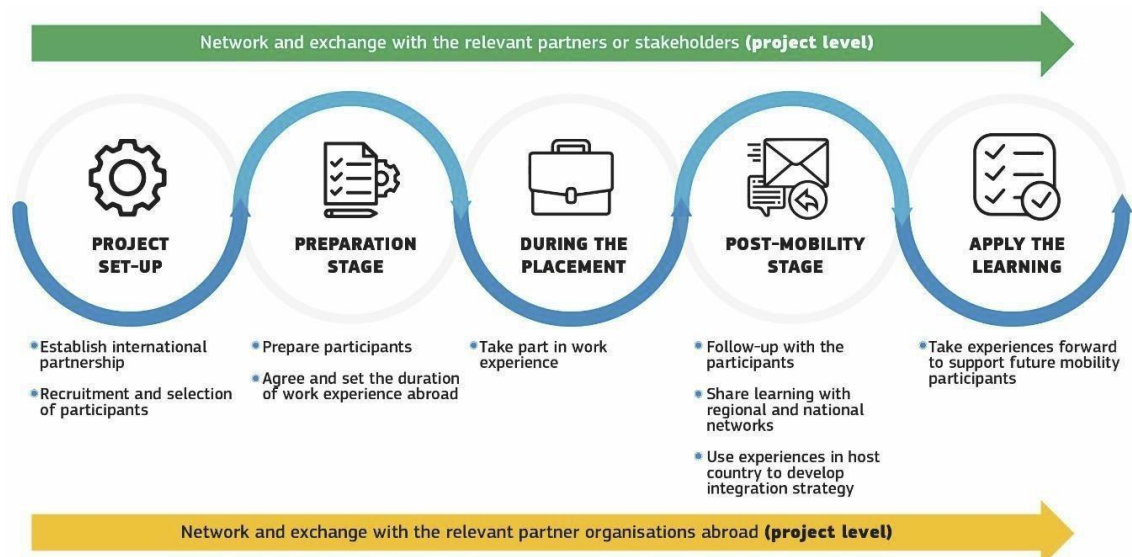 Network and exchange with the relevant partners or stakeholders (project level)
PROJECT
SET-UP
PREPARATION
STAGE
DURING THE
PLACEMENT
POST-MOBILITY
STAGE
APPLY THE
LEARNING
Establish international
partnership
Recruitment and selection
of participants
Prepare participants
Agree and set the duration
of work experience abroad
Take part in work
experience
Follow-up with the
participants
Share learning with
regional and national
networks
Use experiences in host
country to develop
integration strategy
Take experiences forward
to support future mobility
participants
Network and exchange with the relevant partner organisations abroad (project level)